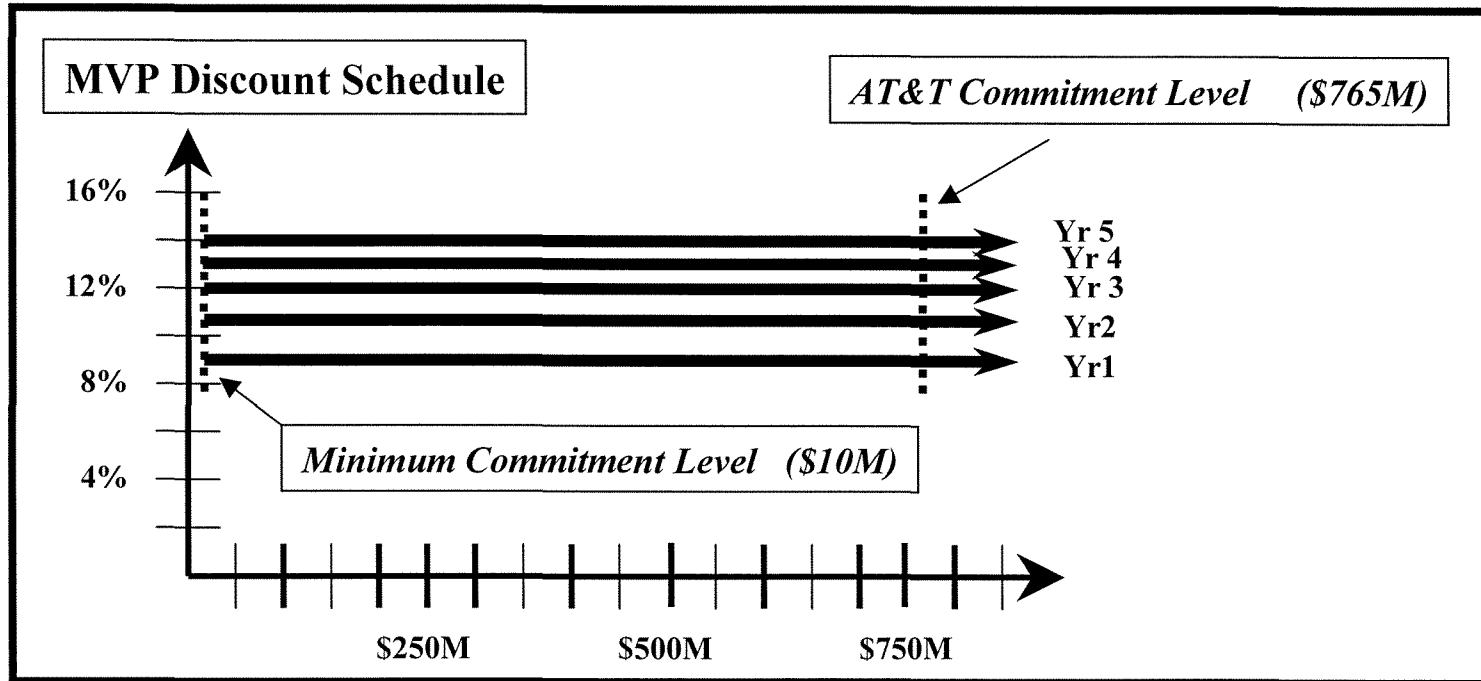 MVP Discount Schedule
AT&T Commitment Level ($765M)
16%
12%
8%
4%
Yr 5
Yr 4
Yr 3
Yr2
Yr1
Minimum Commitment Level ($10M)
$250M
$500M
$750M